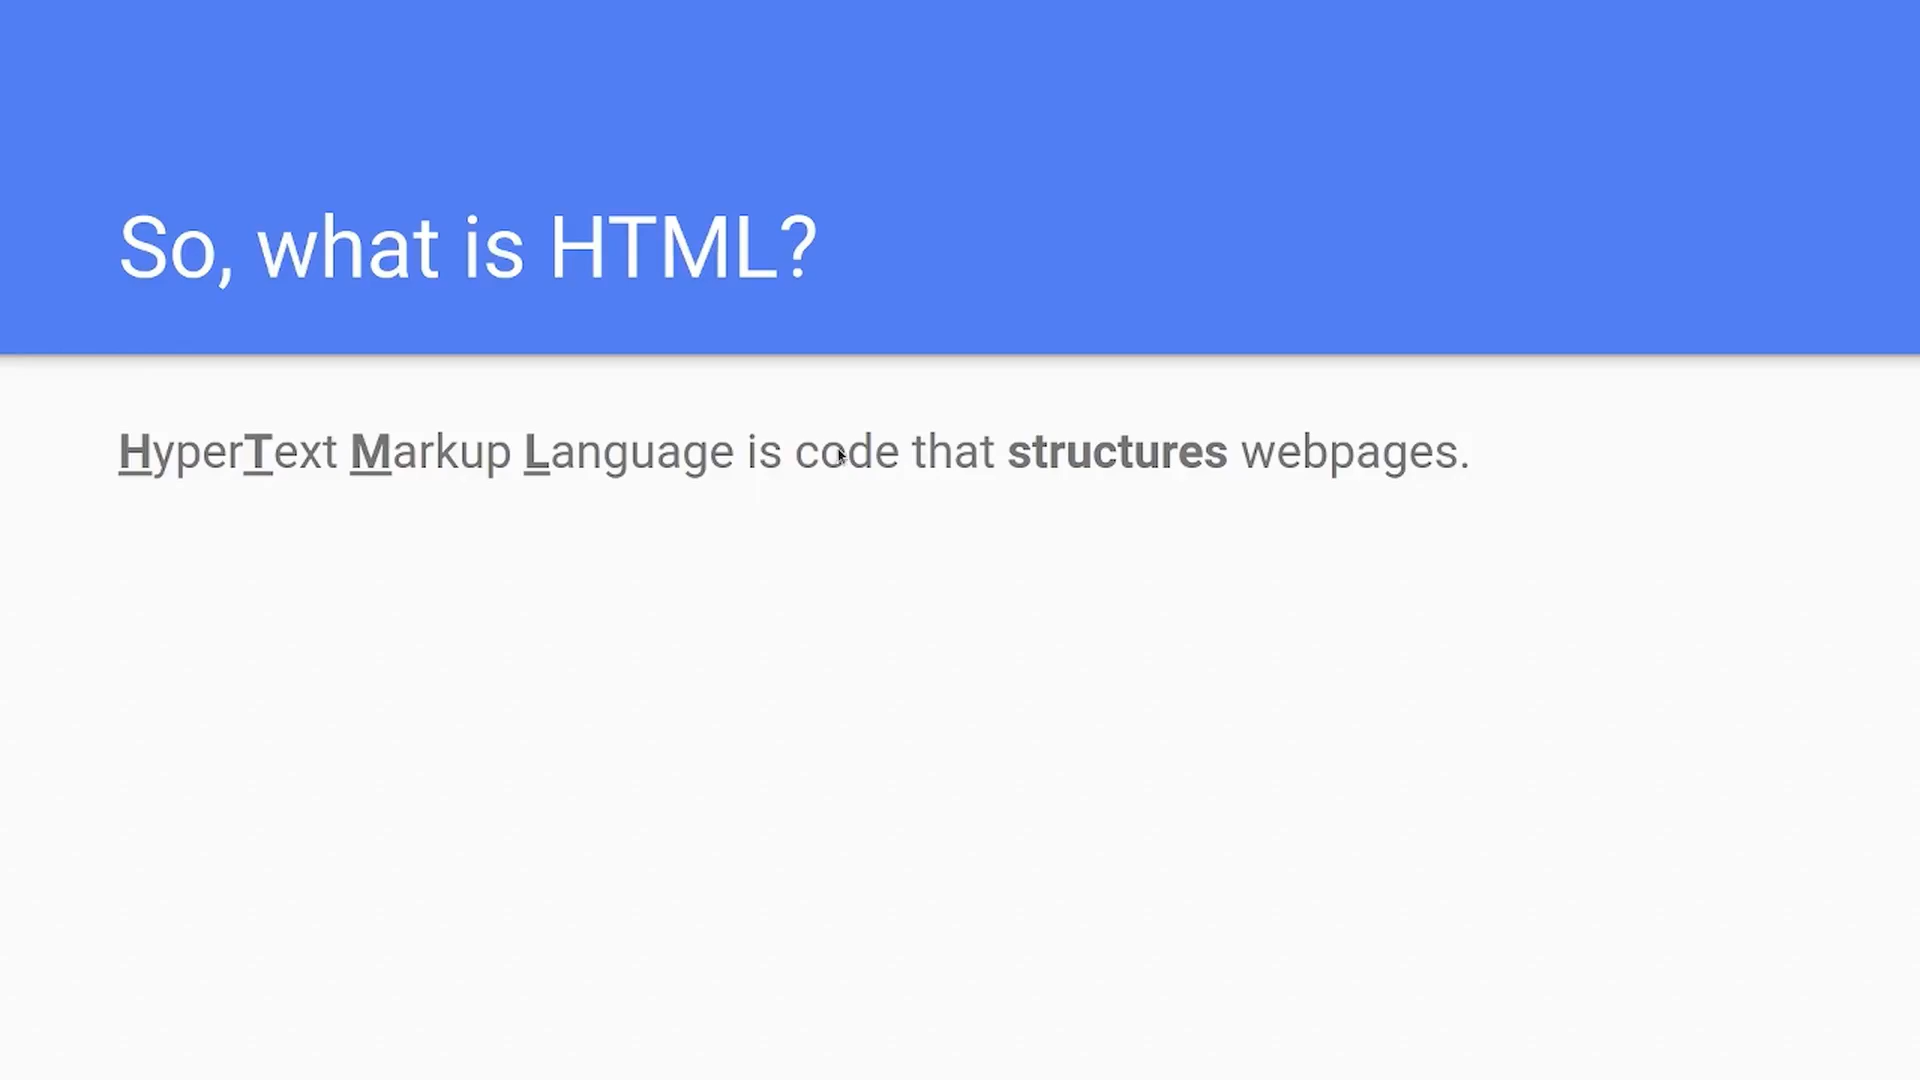 So, what is HTML?
HyperText Markup Language is code that structures webpages.